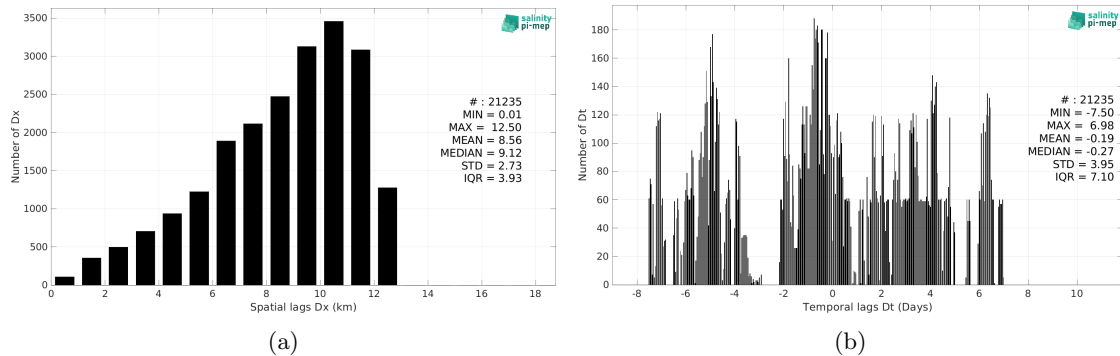 salinity
pi-mep
3500
3000
2500
2000
1500
1000
500
0
Number of Dx
# : 21235
MIN = 0.01
MAX = 12.50
MEAN = 8.56
MEDIAN = 9.12
STD = 2.73
IQR = 3.93
0 2 4 6 8 10 12 14 16 18
Spatial lags Dx (km)
(a)
salinity
pi-mep
180
160
140
120
100
80
60
40
20
0
Number of Dt
# : 21235
MIN = -7.50
MAX = 6.98
MEAN = -0.19
MEDIAN = -0.27
STD = 3.95
IQR = 7.10
-8 -6 -4 -2 0 2 4 6 8 10
Temporal lags Dt (Days)
(b)